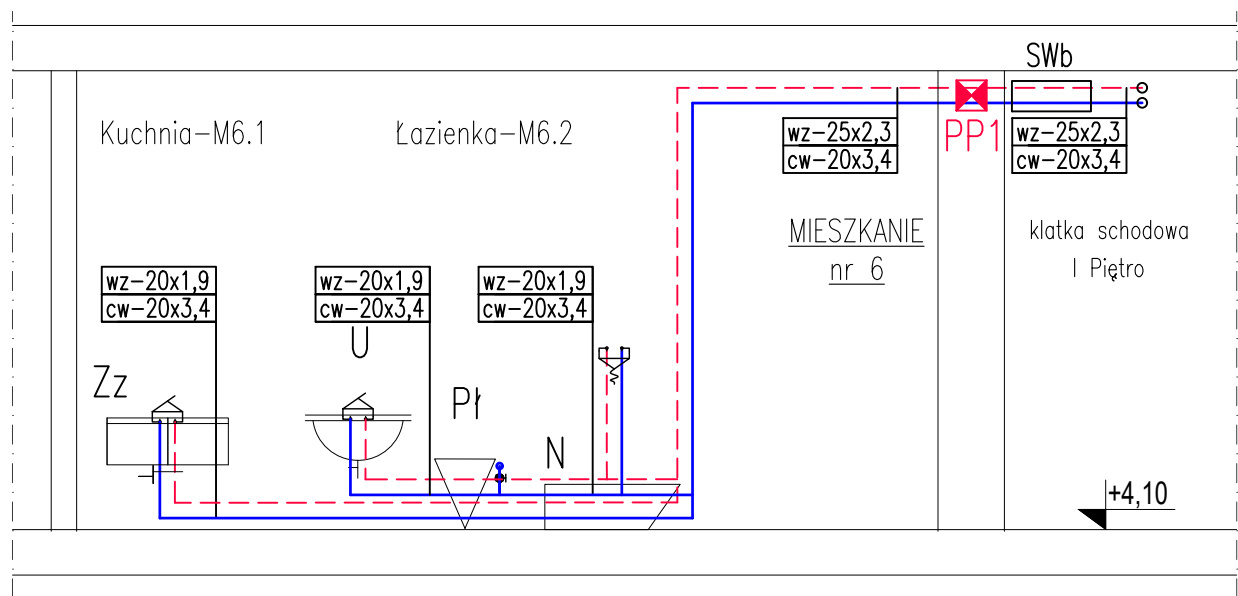 SWb
Kuchnia-M6.1
Łazienka-M6.2
wz-25x2,3
cw-20x3,4
PP1
wz-25x2,3
cw-20x3,4
MIESZKANIE
nr 6
klatka schodowa
I Piętro
wz-20x1,9
cw-20x3,4
wz-20x1,9
cw-20x3,4
wz-20x1,9
cw-20x3,4
U
Zz
Pł
N
+4,10